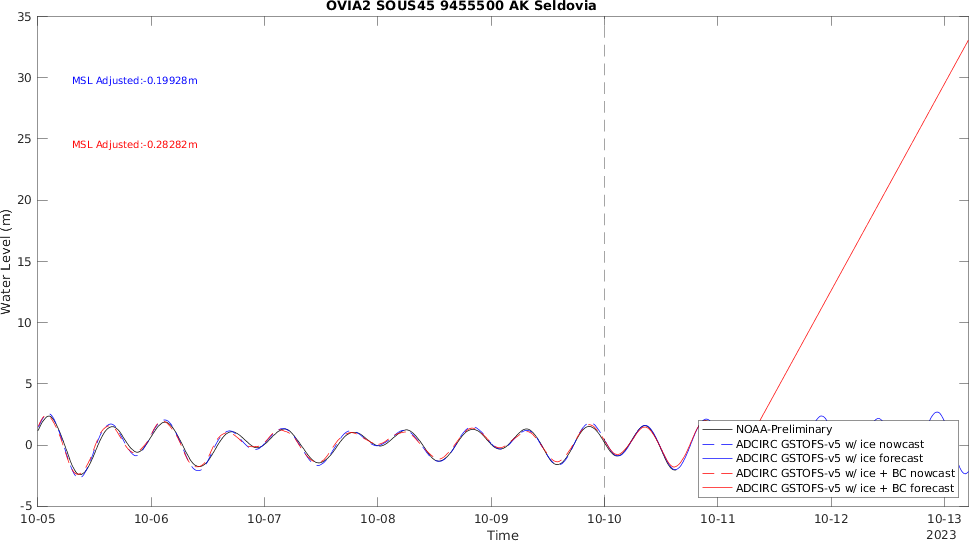 OVIA2 SOUS45 9455500 AK Seldovia
35
30
25
20
15
10
5
0
-5
Water Level (m)
MSL Adjusted:-0.19928m
MSL Adjusted:-0.28282m
NOAA-Preliminary
ADCIRC GSTOFS-v5 w/ ice nowcast
ADCIRC GSTOFS-v5 w/ ice forecast
ADCIRC GSTOFS-v5 w/ ice + BC nowcast
ADCIRC GSTOFS-v5 w/ ice + BC forecast
10-05 10-06 10-07 10-08 10-09 10-10 10-11 10-12 10-13
Time
2023